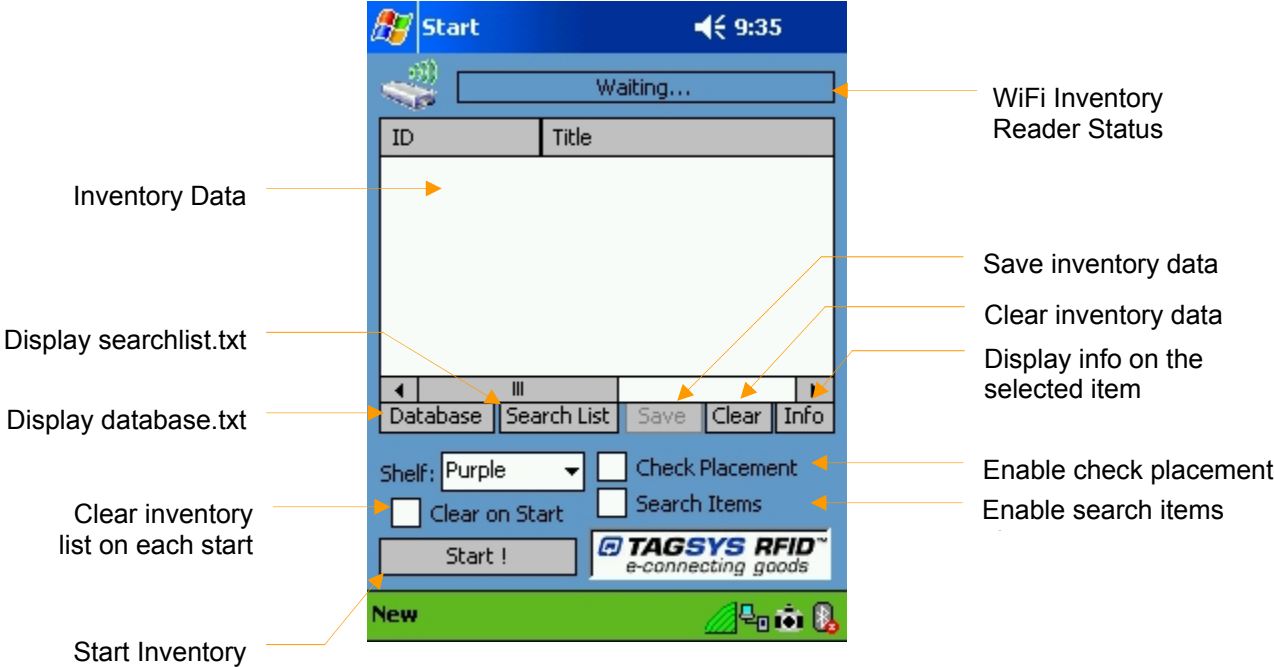 Start 9:35
Waiting...
WiFi Inventory
Reader Status
ID Title
Inventory Data
Save inventory data
Clear inventory data
Display searchlist.txt
Display info on the
selected item
Display database.txt
Database Search List Save Clear Info
Shelf: Purple Check Placement
Enable check placement
Clear on Start Search Items
Enable search items
Clear inventory
list on each start
Start !
TAGSYS RFID™
e-connecting goods
New
Start Inventory